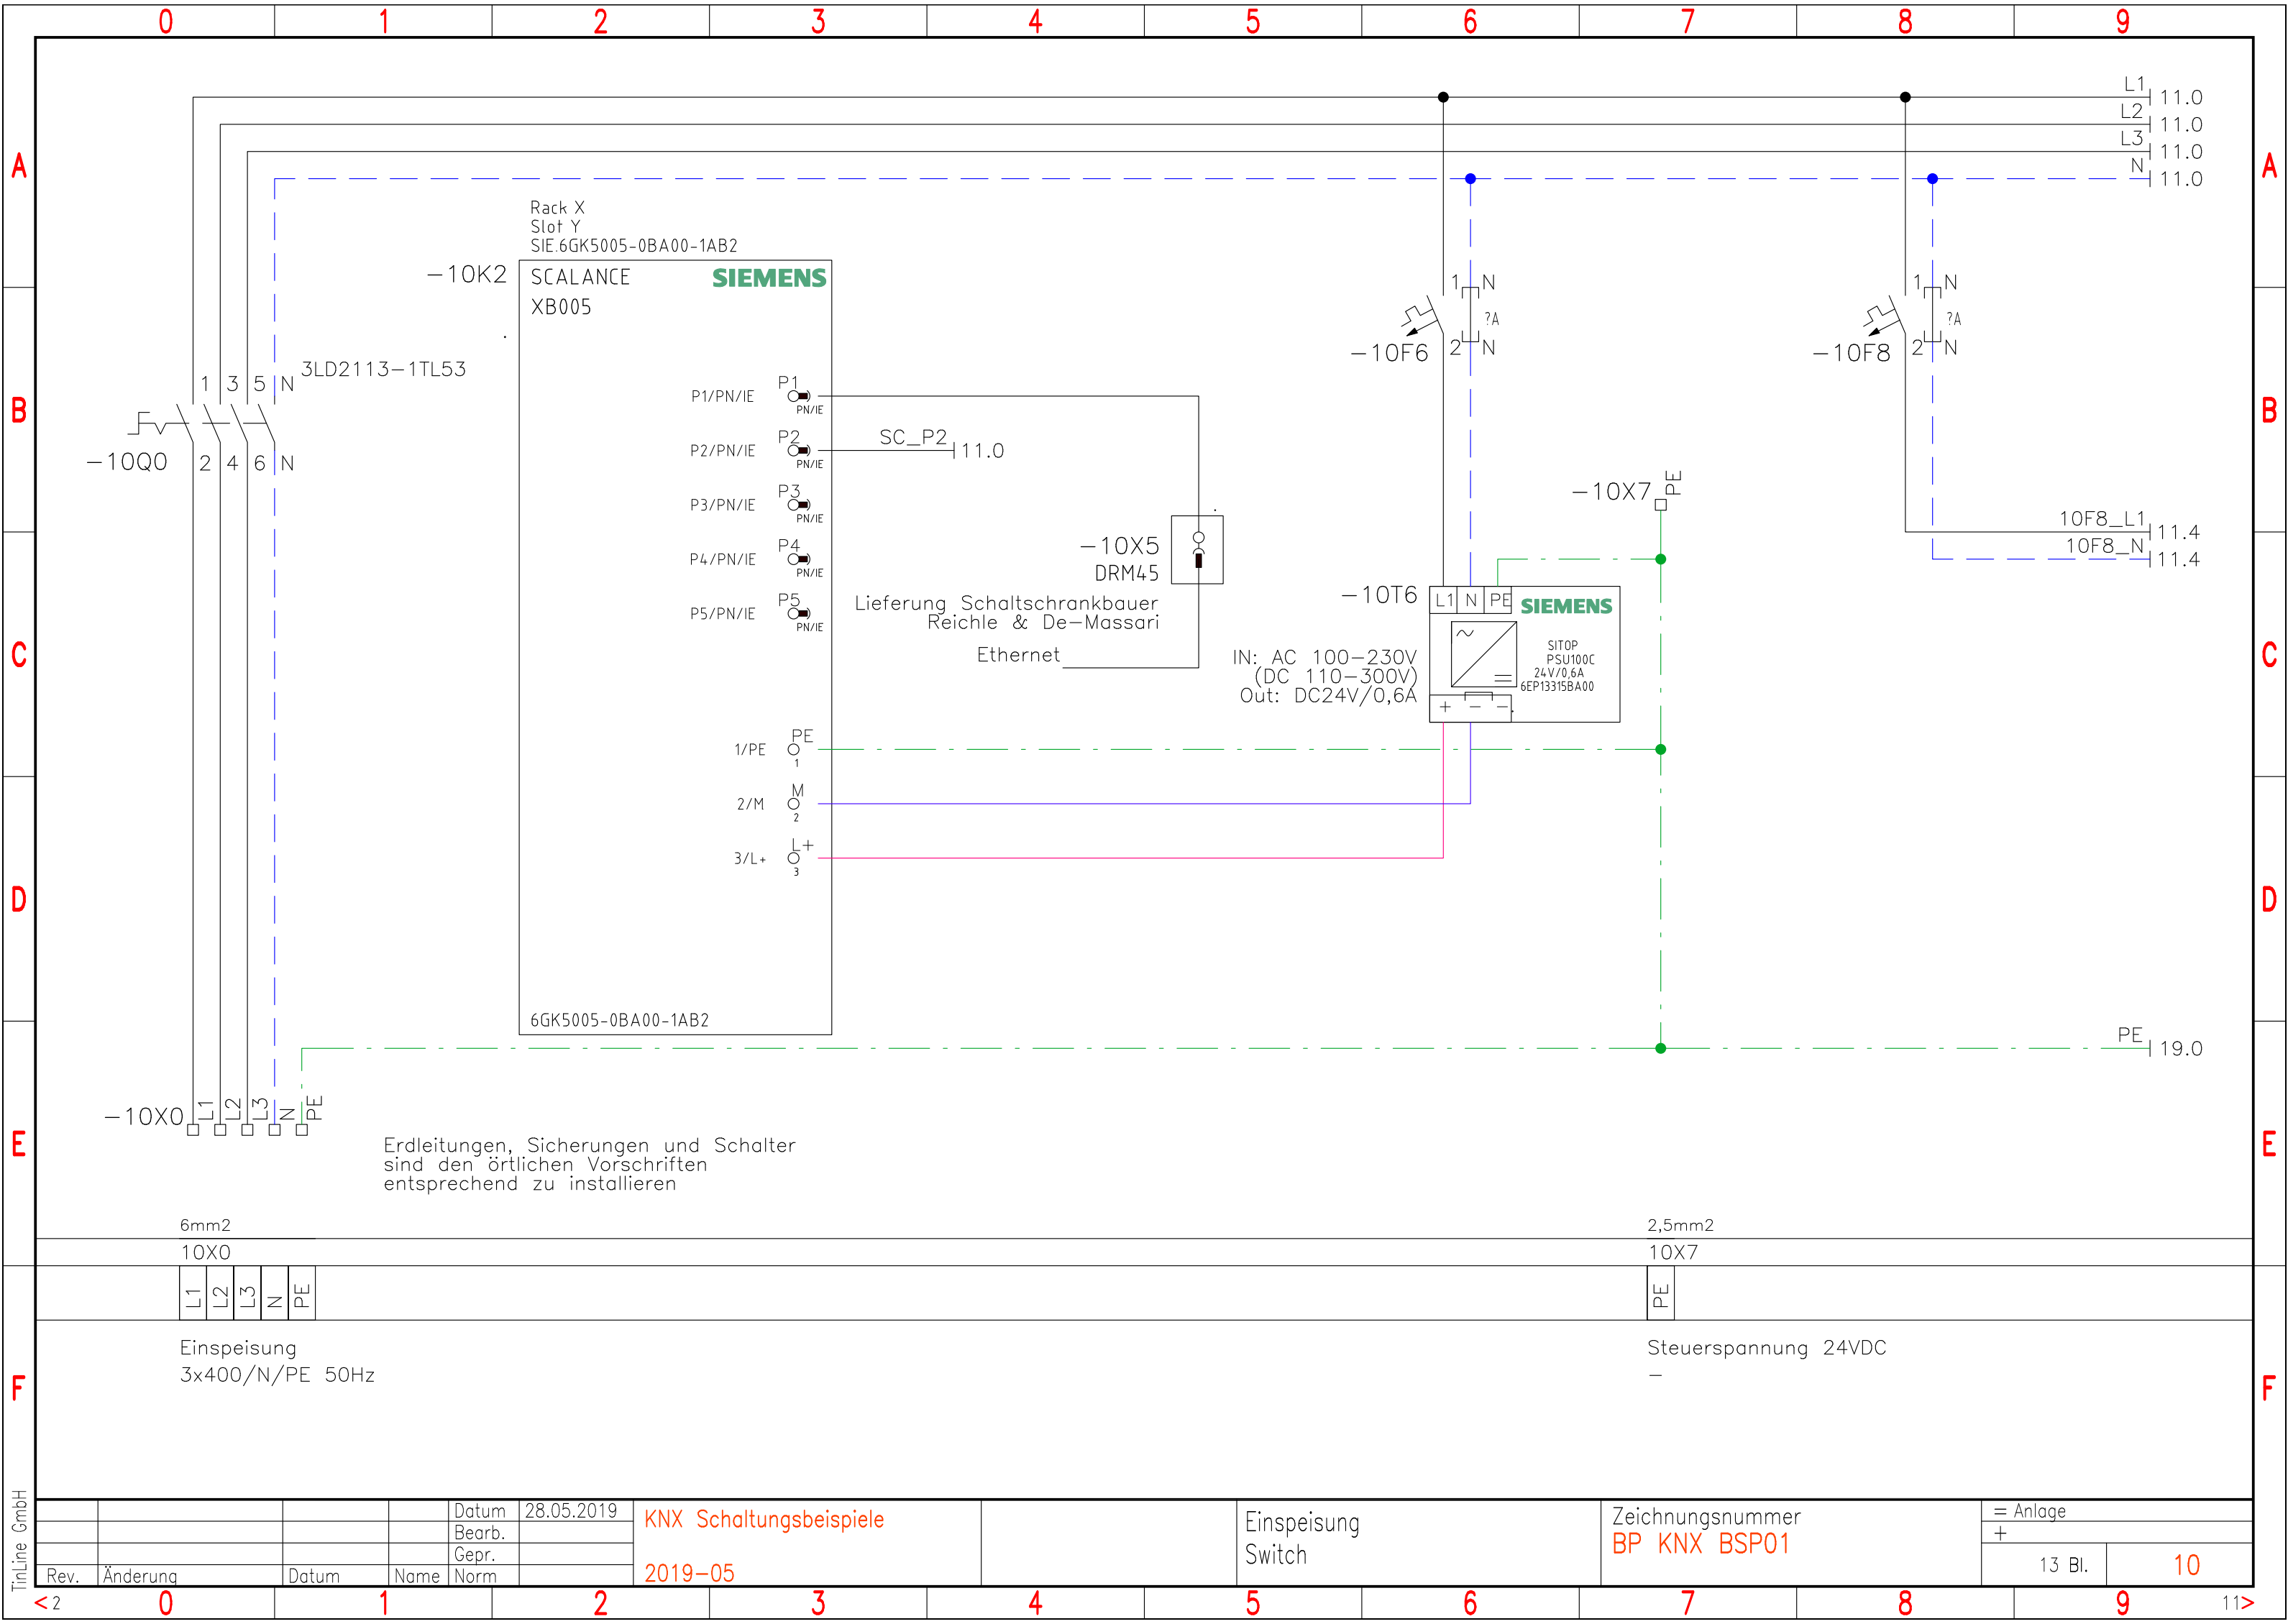 0 1 2 3 4 5 6 7 8 9
L1 11.0
L2 11.0
L3 11.0
N 11.0
A A
Rack X
Slot Y
SIE.6GK5005-0BA00-1AB2
-10K2
SCALANCE SIEMENS
XB005
1 N
?A
-10F6 2 N
1 N
?A
-10F8 2 N
3LD2113-1TL53
1 3 5 N
-10Q0 2 4 6 N
B B
P1/PN/IE P1
PN/IE
P2/PN/IE P2
PN/IE
SC_P2 11.0
P3/PN/IE P3
PN/IE
P4/PN/IE P4
PN/IE
P5/PN/IE P5
PN/IE
-10X7 PE
10F8_L1 11.4
10F8_N 11.4
-10X5
DRM45
Lieferung Schaltschrankbauer
Reichle & De-Massari
Ethernet
-10T6
L1 N PE SIEMENS
SITOP
PSU100C
24V/0,6A
6EP13315BA00
+ - -
IN: AC 100-230V
(DC 110-300V)
Out: DC24V/0,6A
C C
1/PE PE
1
2/M M
2
3/L+ L+
3
D D
6GK5005-0BA00-1AB2
PE 19.0
-10X0 L1 L2 L3 N PE
E E
Erdleitungen, Sicherungen und Schalter
sind den örtlichen Vorschriften
entsprechend zu installieren
6mm2 2,5mm2
10X0 10X7
L1 L2 L3 N PE PE
Einspeisung
3x400/N/PE 50Hz
Steuerspannung 24VDC
-
F F
TinLine GmbH
Datum 28.05.2019
Bearb.
Gepr.
Rev. Änderung Datum Name Norm
KNX Schaltungsbeispiele
2019-05
Einspeisung
Switch
Zeichnungsnummer
BP KNX BSP01
= Anlage
+
13 Bl. 10
<2 0 1 2 3 4 5 6 7 8 9 11>